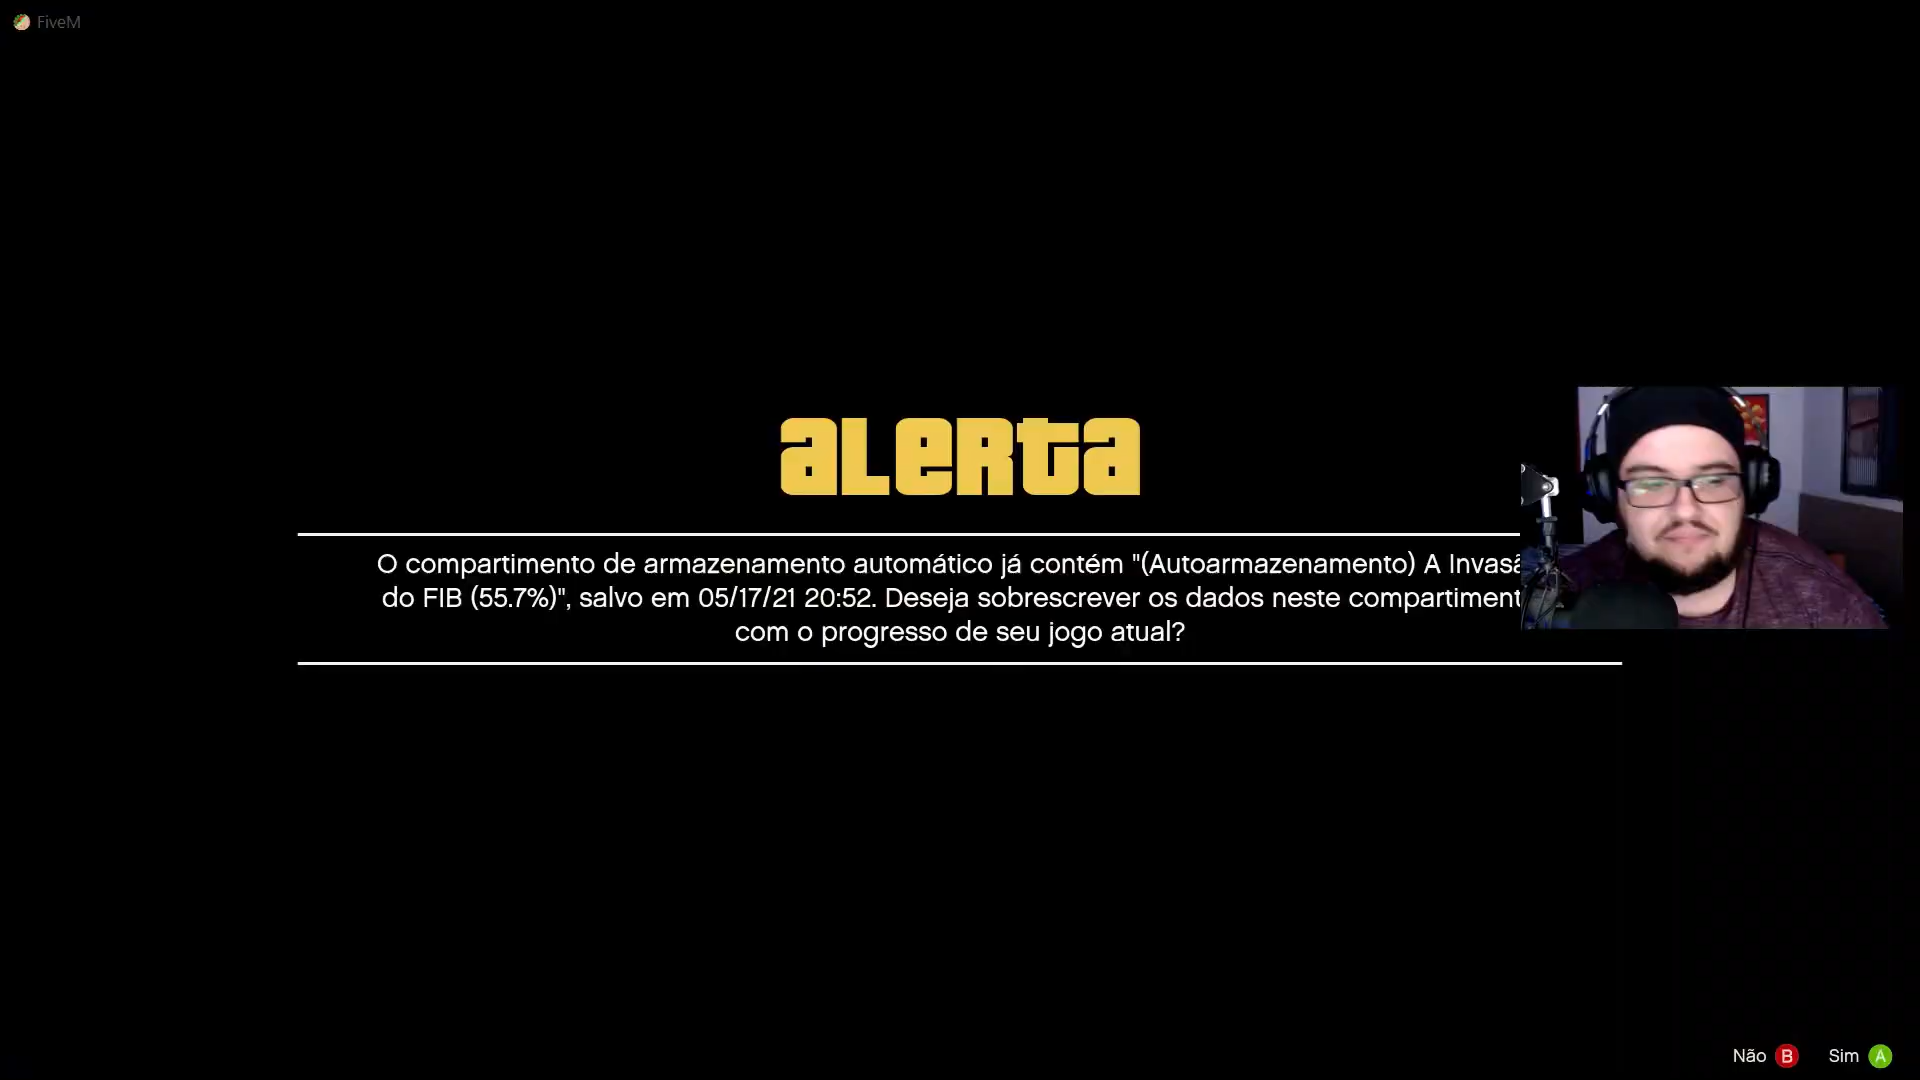 FiveM
aLeRta
O compartimento de armazenamento automático já contém "(Autoarmazenamento) A
do FIB (55.7%)", salvo em 05/17/21 20:52. Deseja sobrescrever os dados neste
com o progresso de seu jogo atual?
Não B Sim A